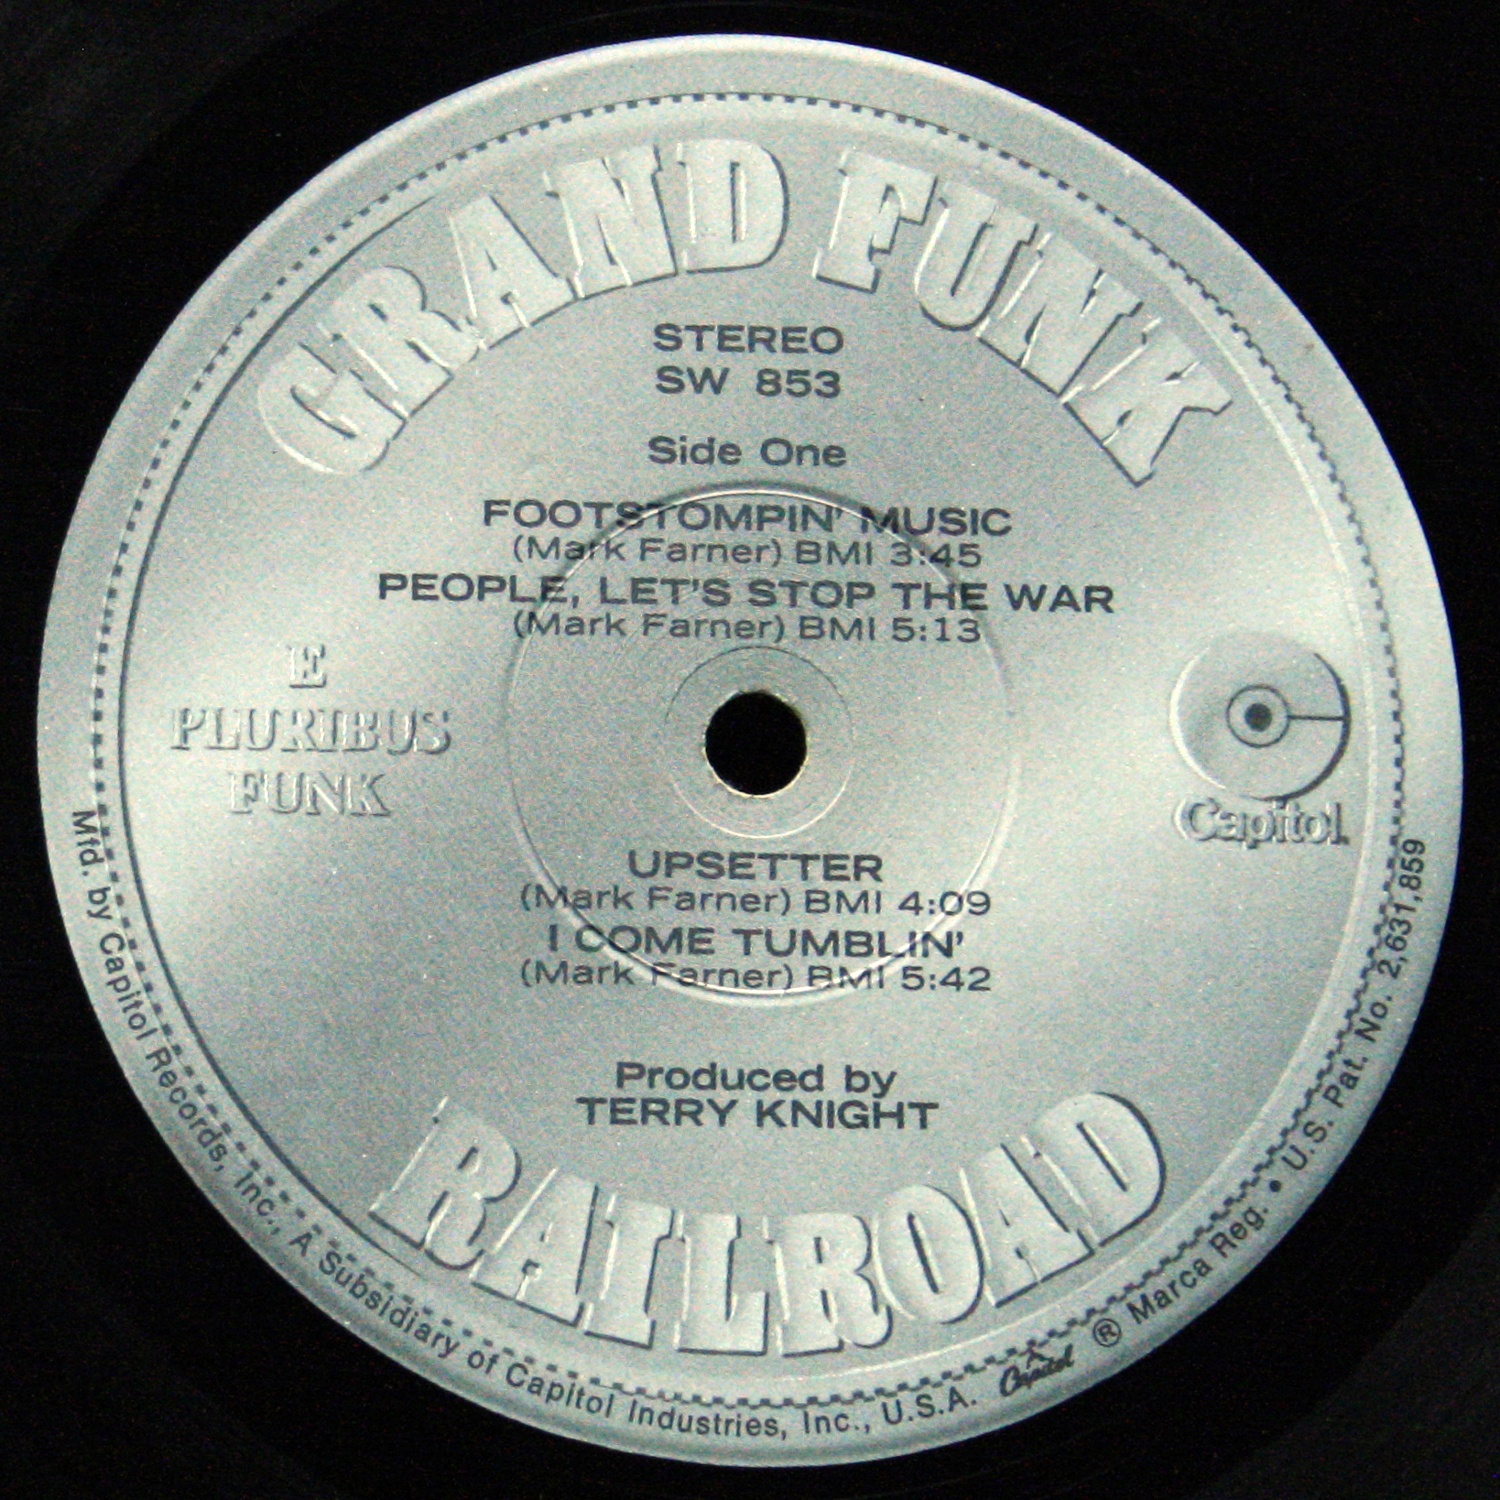 GRAND FUNK
STEREO
SW 853
Side One
FOOTSTOMPIN' MUSIC
(Mark Farner) BMI 3:45
PEOPLE, LET'S STOP THE WAR
(Mark Farner) BMI 5:13
E
PLURIBUS
FUNK
Capitol
UPSETTER
(Mark Farner) BMI 4:09
I COME TUMBLIN'
(Mark Farner) BMI 5:42
Produced by
TERRY KNIGHT
RAILROAD
Mfd. by Capitol Records, Inc., A Subsidiary of Capitol Industries, Inc., U.S.A. Capitol ® Marca Reg. • U.S. Pat. No. 2,631,859